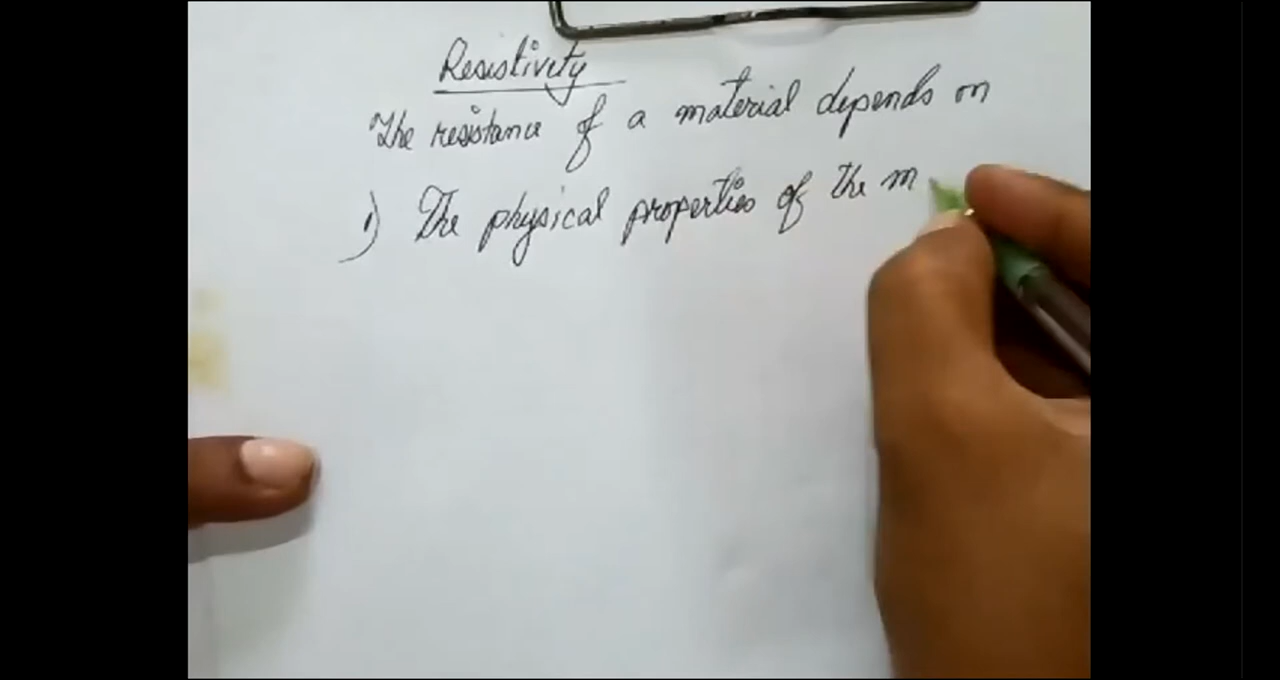 Resistivity
The resistance of a material depends on
1) The physical properties of the m